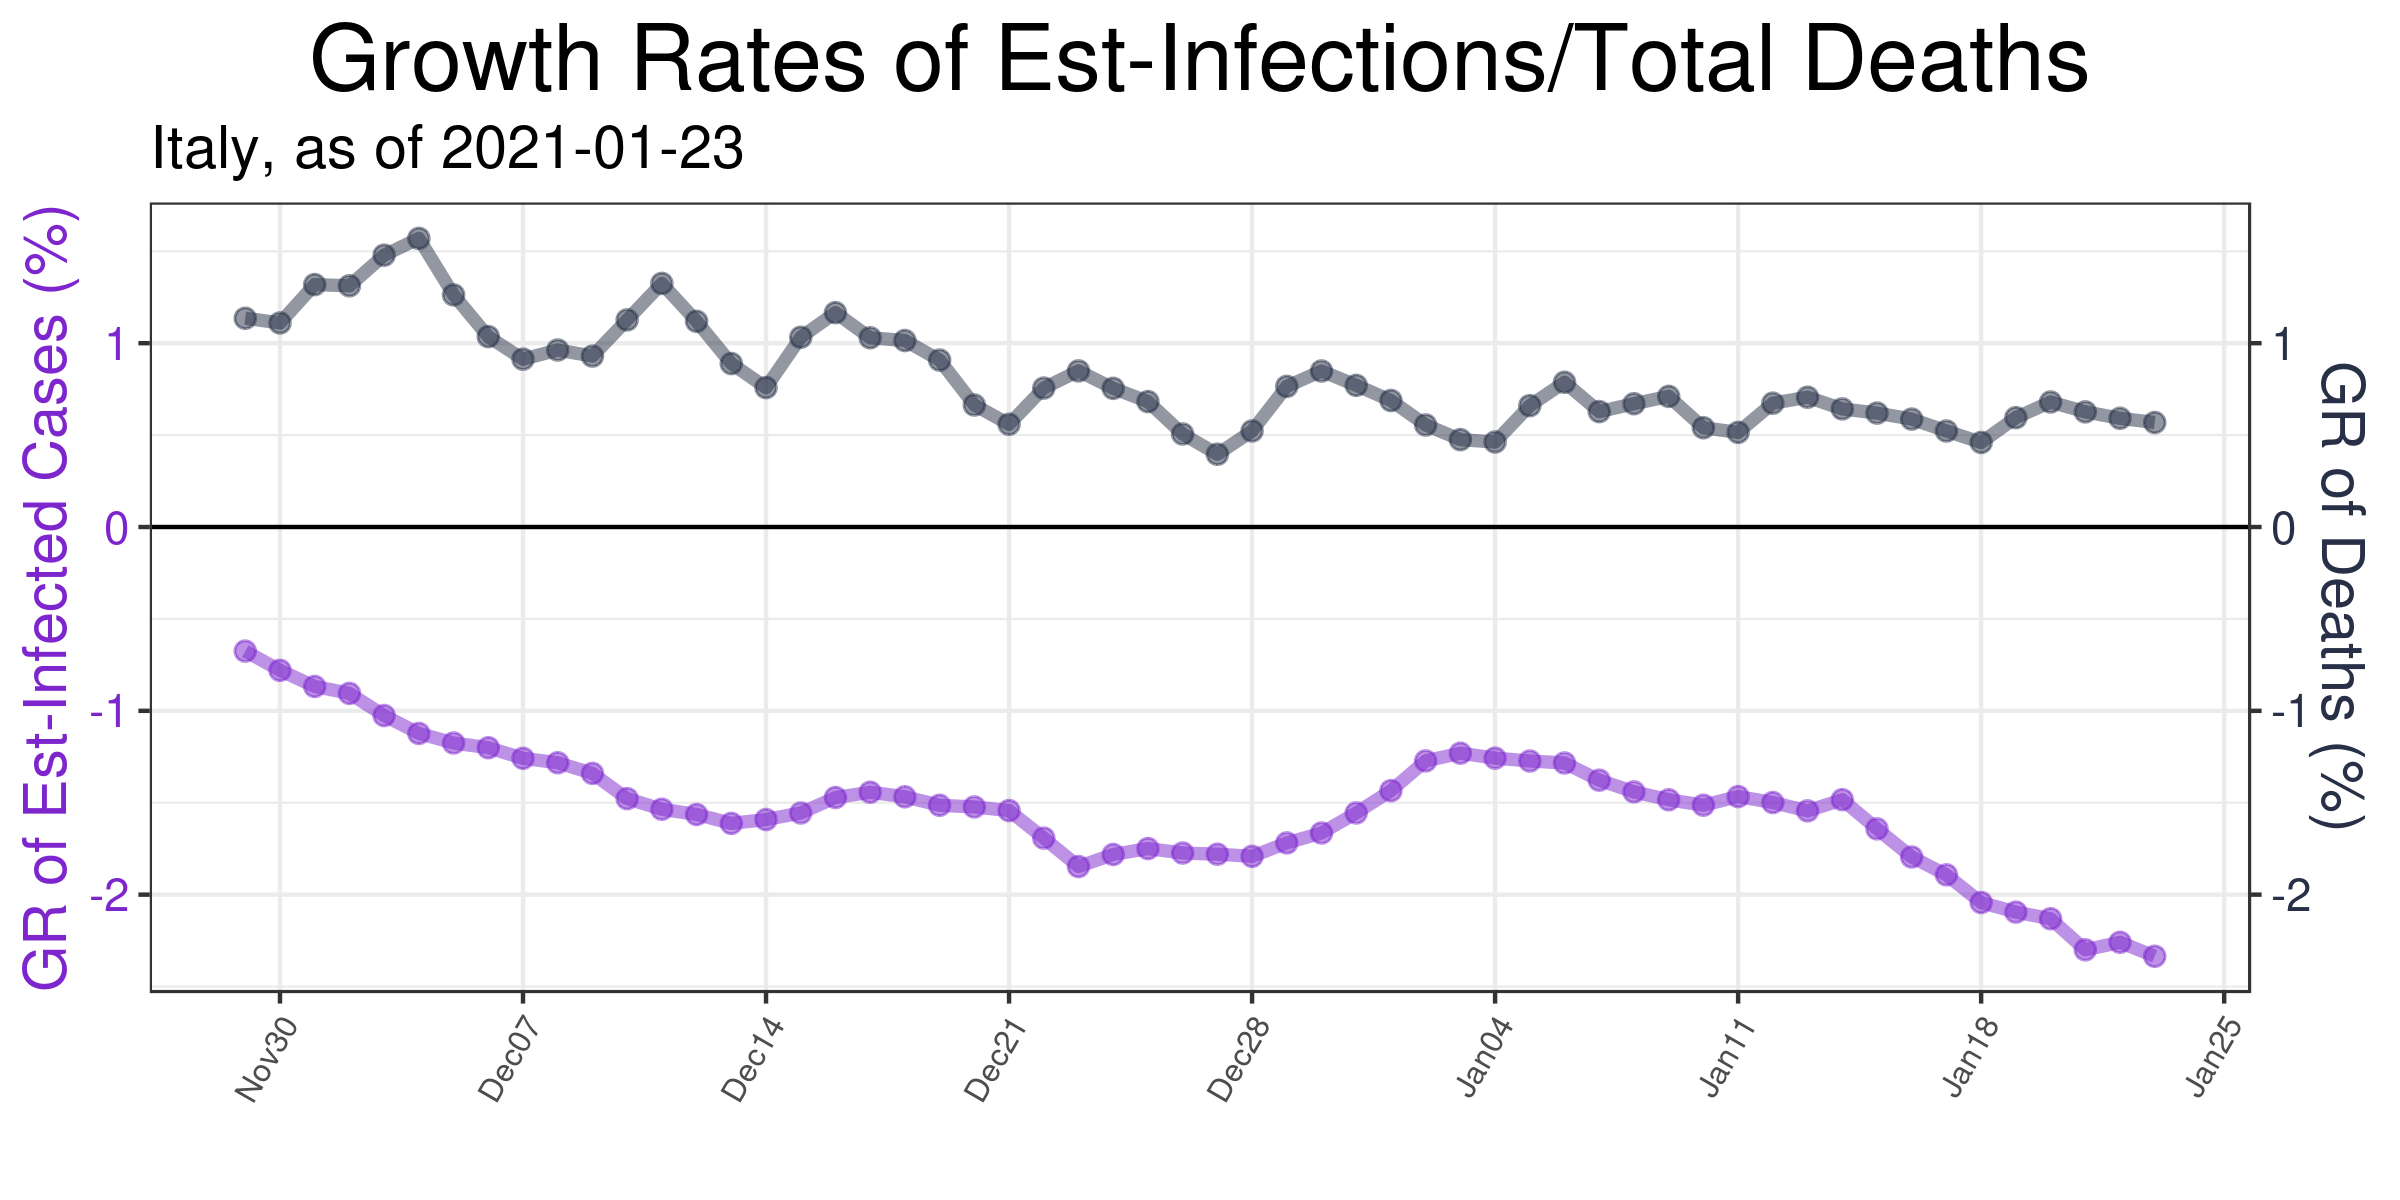 Growth Rates of Est-Infections/Total Deaths
Italy, as of 2021-01-23
GR of Est-Infected Cases (%)
1
0
-1
-2
1
0
-1
-2
GR of Deaths (%)
Nov30
Dec07
Dec14
Dec21
Dec28
Jan04
Jan11
Jan18
Jan25